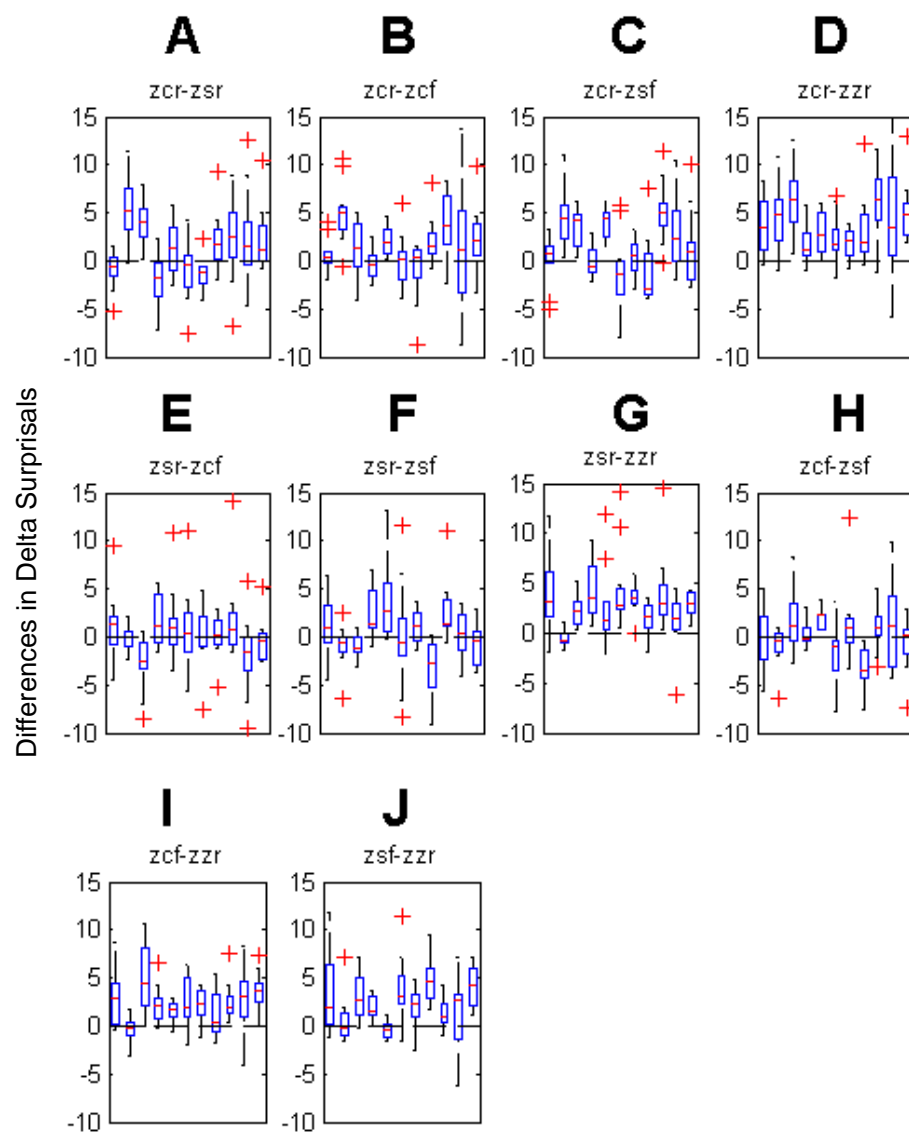 A B C D
zcr-zsr zcr-zcf zcr-zsf zcr-zzr
15 15 15 15
10 10 10 10
5 5 5 5
0 0 0 0
-5 -5 -5 -5
-10 -10 -10 -10
Differences in Delta Surprisals
E F G H
zsr-zcf zsr-zsf zsr-zzr zcf-zsf
15 15 15 15
10 10 10 10
5 5 5 5
0 0 0 0
-5 -5 -5 -5
-10 -10 -10 -10
I J
zcf-zzr zsf-zzr
15 15
10 10
5 5
0 0
-5 -5
-10 -10